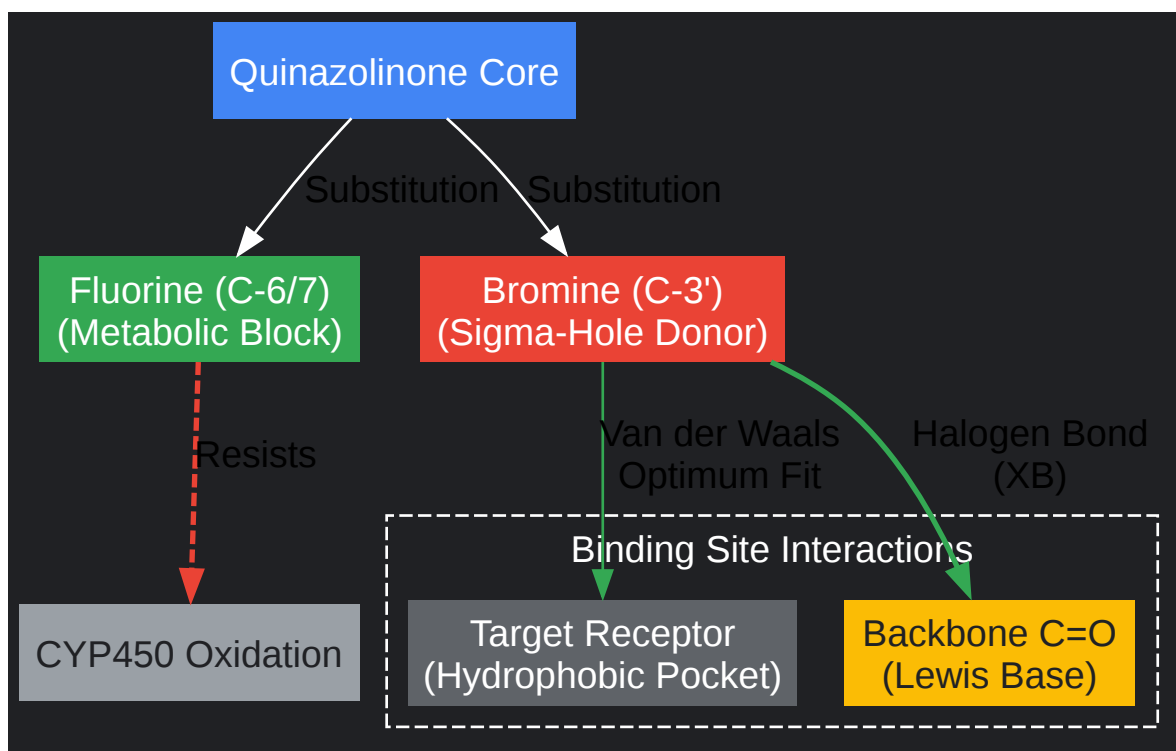 Quinazolinone Core
Substitution
Substitution
Fluorine (C-6/7)
(Metabolic Block)
Bromine (C-3')
(Sigma-Hole Donor)
Resists
Van der Waals
Optimum Fit
Halogen Bond
(XB)
Binding Site Interactions
CYP450 Oxidation
Target Receptor
(Hydrophobic Pocket)
Backbone C=O
(Lewis Base)